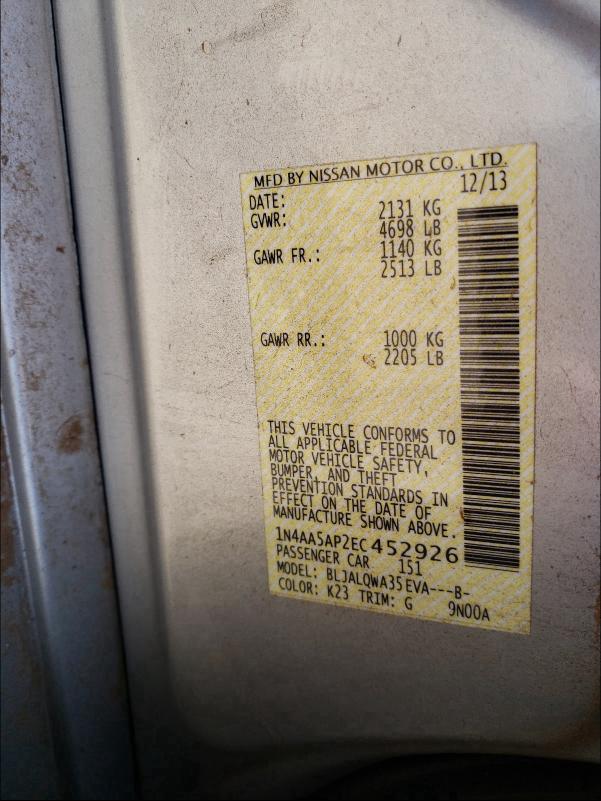 MFD BY NISSAN MOTOR CO., LTD.
DATE: 12/13
GVWR: 2131 KG
4698 LB
GAWR FR.: 1140 KG
2513 LB
GAWR RR.: 1000 KG
2205 LB
THIS VEHICLE CONFORMS TO
ALL APPLICABLE FEDERAL
MOTOR VEHICLE SAFETY,
BUMPER, AND THEFT
PREVENTION STANDARDS IN
EFFECT ON THE DATE OF
MANUFACTURE SHOWN ABOVE.
1N4AA5AP2EC452926
PASSENGER CAR 151
MODEL: BLJALQWA35EVA---B-
COLOR: K23 TRIM: G 9N00A